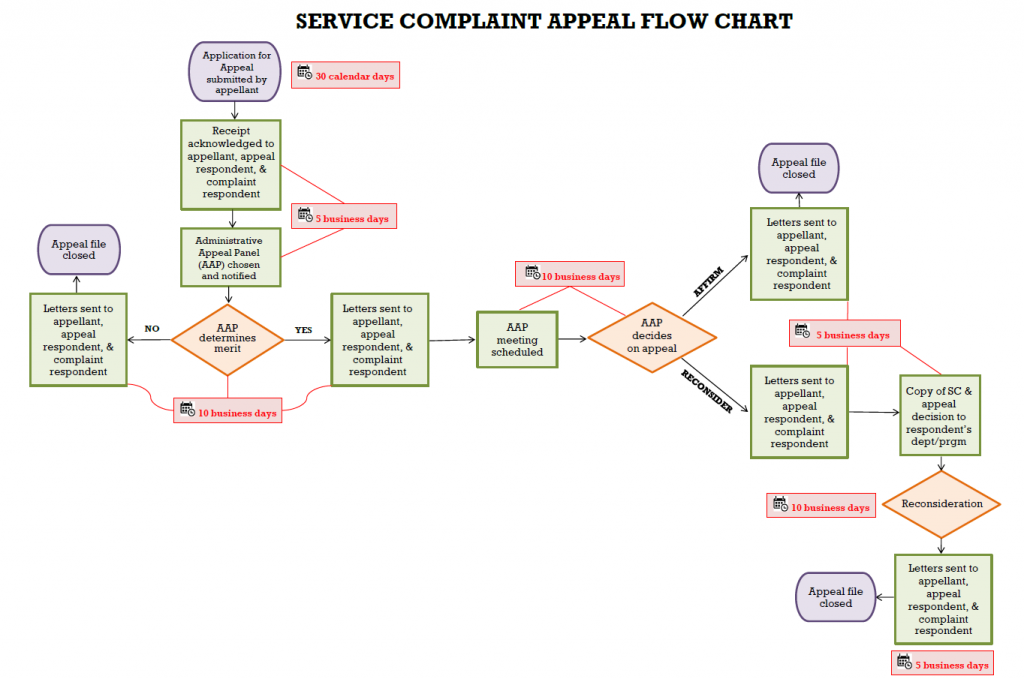 SERVICE COMPLAINT APPEAL FLOW CHART
Application for
Appeal
submitted by
appellant
30 calendar days
Receipt
acknowledged to
appellant, appeal
respondent, &
complaint
respondent
5 business days
Administrative
Appeal Panel
(AAP) chosen
and notified
Appeal file
closed
Letters sent to
appellant,
appeal
respondent, &
complaint
respondent
NO
AAP
determines
merit
YES
Letters sent to
appellant,
appeal
respondent, &
complaint
respondent
10 business days
AAP
meeting
scheduled
10 business days
AAP
decides
on appeal
AFFIRM
Letters sent to
appellant,
appeal
respondent, &
complaint
respondent
Appeal file
closed
5 business days
RECONSIDER
Letters sent to
appellant,
appeal
respondent, &
complaint
respondent
Copy of SC &
appeal
decision to
respondent's
dept/prgm
10 business days
Reconsideration
Letters sent to
appellant,
appeal
respondent, &
complaint
respondent
Appeal file
closed
5 business days